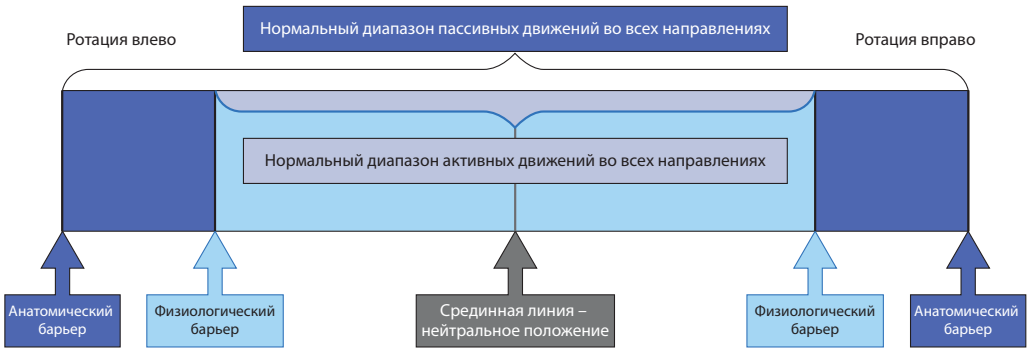 Нормальный диапазон пассивных движений во всех направлениях
Ротация влево
Ротация вправо
Нормальный диапазон активных движений во всех направлениях
Анатомический
барьер
Физиологический
барьер
Срединная линия –
нейтральное положение
Физиологический
барьер
Анатомический
барьер